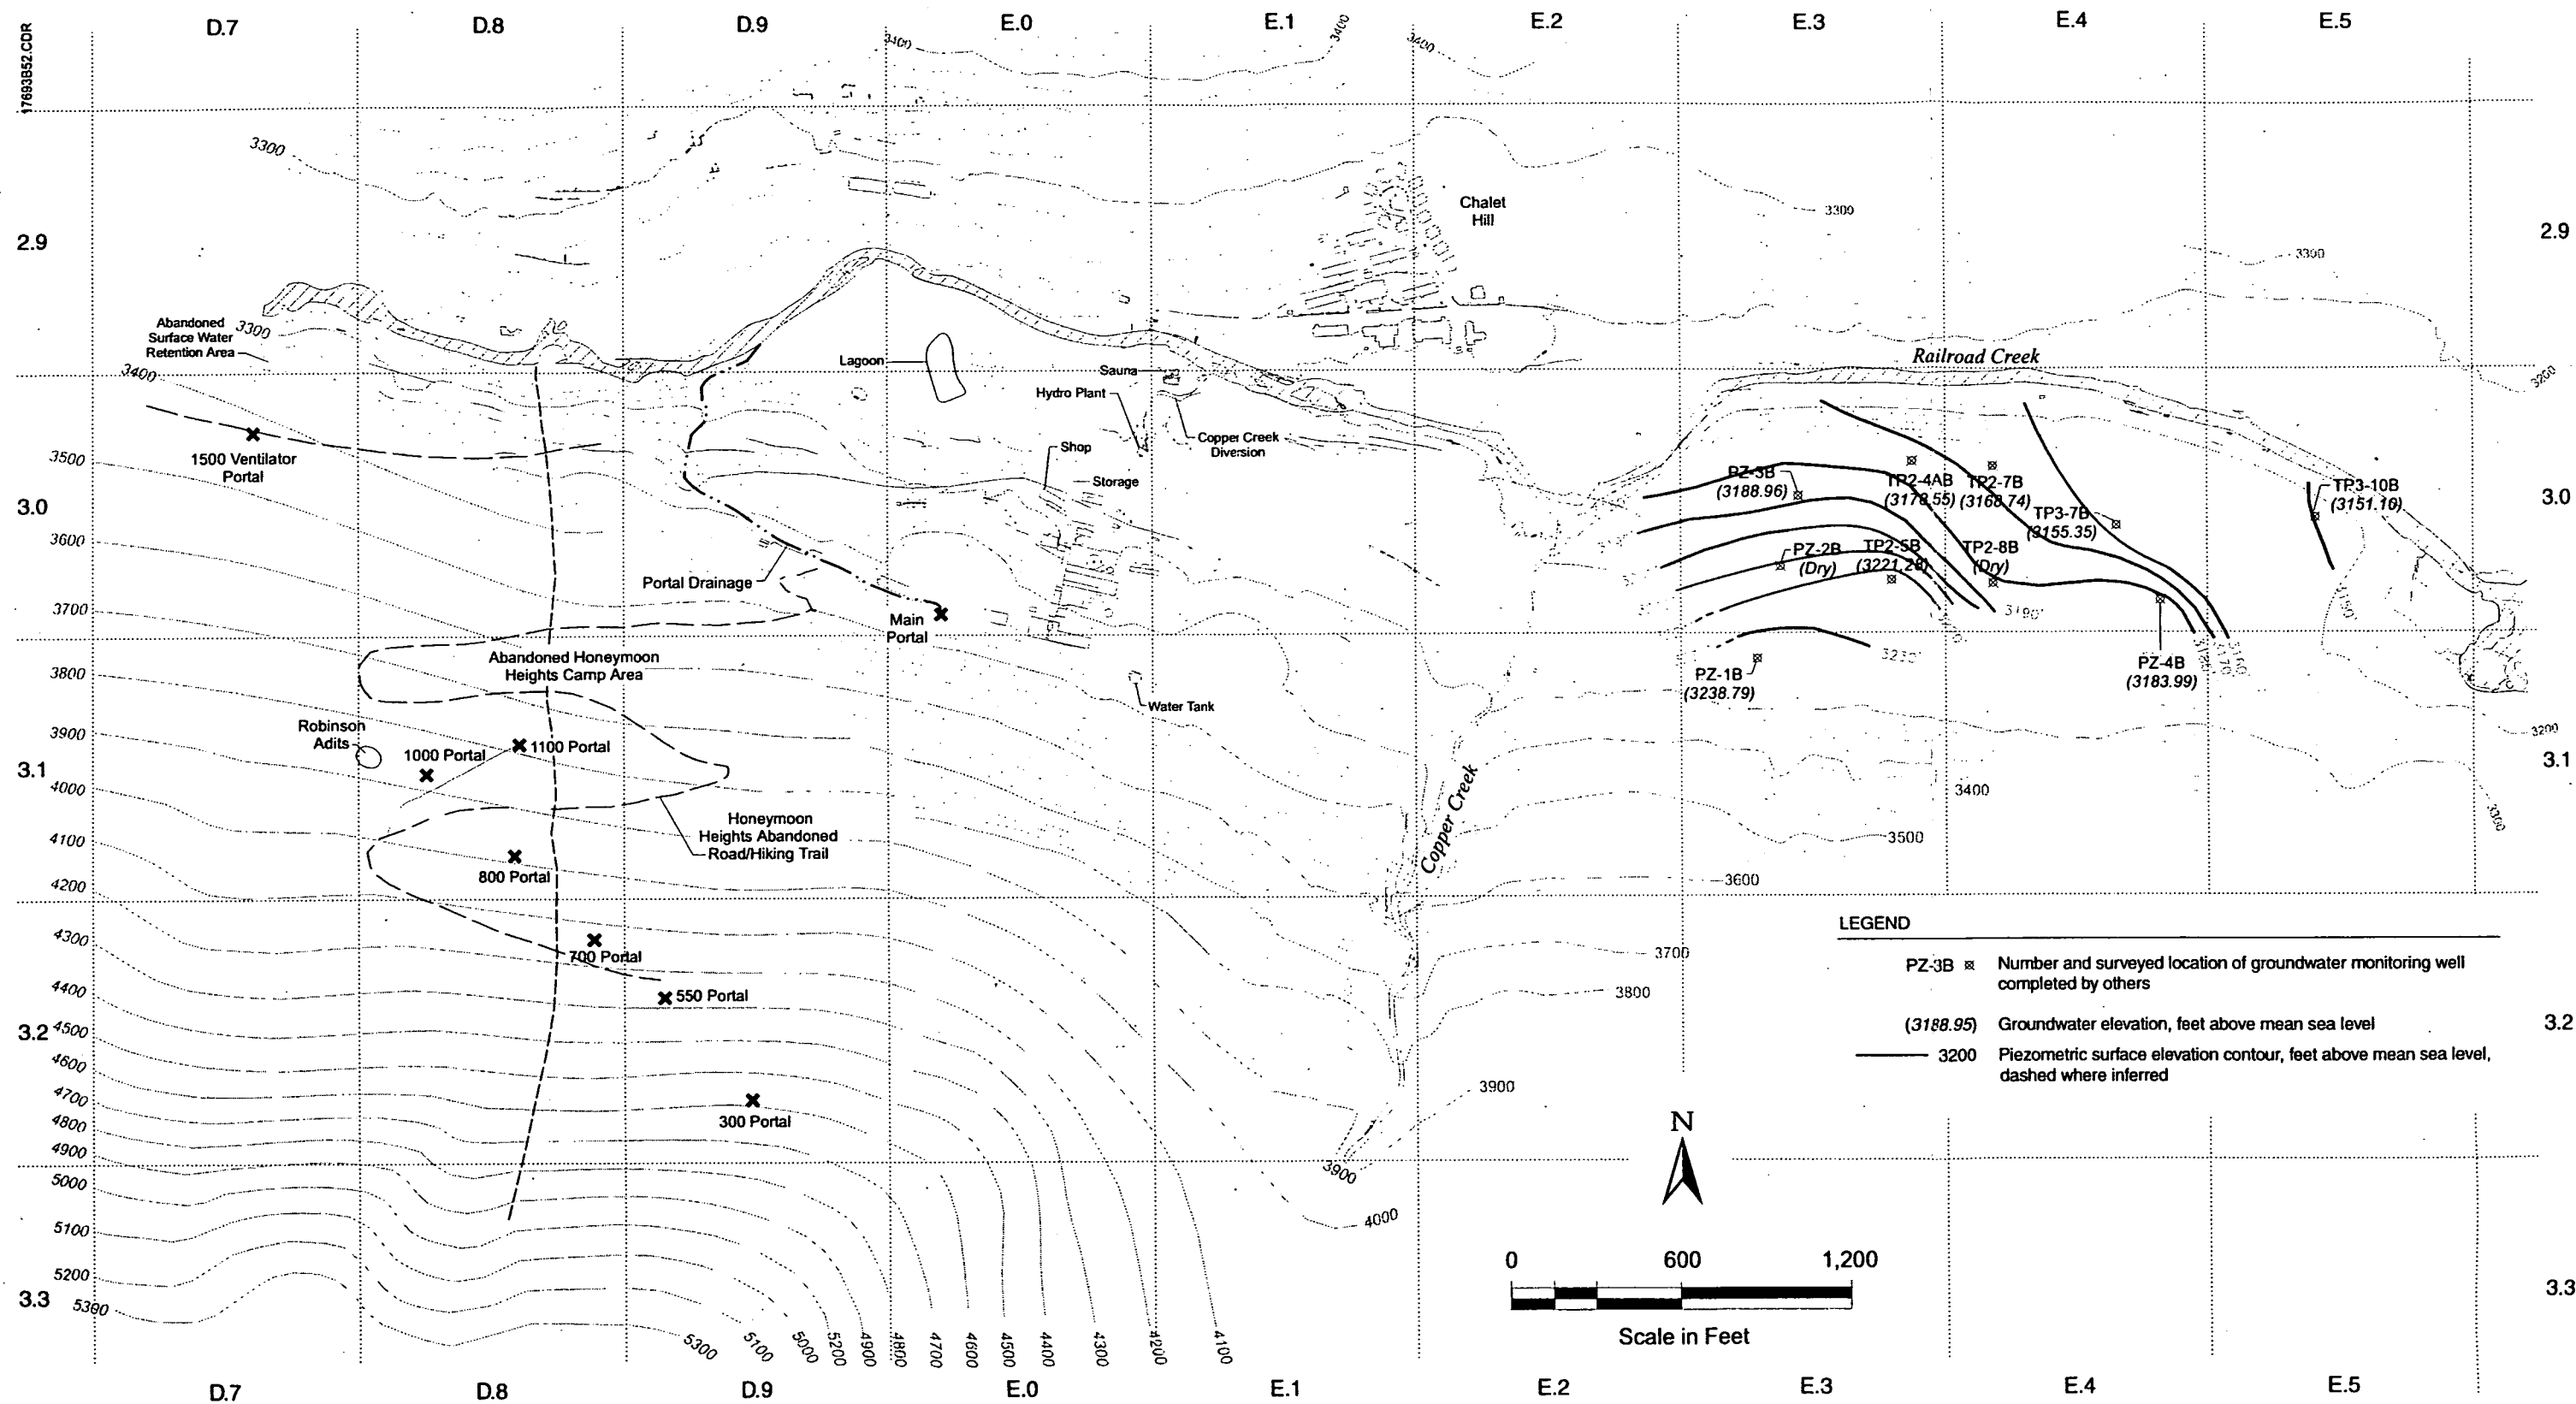 17693B52.CDR
D.7
D.8
D.9
E.0
E.1
E.2
E.3
E.4
E.5
3400
3400
3400
3300
Chalet
Hill
3300
2.9
2.9
3300
Abandoned
Surface Water
Retention Area
3300
3400
Lagoon
Sauna
Hydro Plant
Railroad Creek
3200
Copper Creek
Diversion
1500 Ventilator
Portal
3500
Shop
Storage
PZ-3B
(3188.96)
TP2-4AB
(3178.55)
TP2-7B
(3168.74)
TP3-10B
(3151.10)
3.0
3.0
TP3-7B
(3155.35)
3600
PZ-2B
(Dry)
TP2-5B
(3221.28)
TP2-8B
(Dry)
Portal Drainage
3700
Main
Portal
3190'
3150
3230'
Abandoned Honeymoon
Heights Camp Area
3800
PZ-1B
(3238.79)
PZ-4B
(3183.99)
3170
3160
Water Tank
Robinson
Adits
3900
1000 Portal
1100 Portal
3200
3.1
3.1
4000
3400
Honeymoon
Heights Abandoned
Road/Hiking Trail
Copper Creek
3300
4100
3500
800 Portal
4200
3600
LEGEND
4300
700 Portal
3700
PZ-3B Number and surveyed location of groundwater monitoring well
completed by others
4400
550 Portal
3800
(3188.95) Groundwater elevation, feet above mean sea level
3.2
3.2
4500
3200 Piezometric surface elevation contour, feet above mean sea level,
dashed where inferred
4600
3900
4700
300 Portal
4800
N
4900
3900
5000
4000
5100
0 600 1,200
5200
3.3
3.3
5300
Scale in Feet
5300
5100
5000
5200
4900
4800
4700
4600
4500
4400
4300
4200
4100
D.7
D.8
D.9
E.0
E.1
E.2
E.3
E.4
E.5